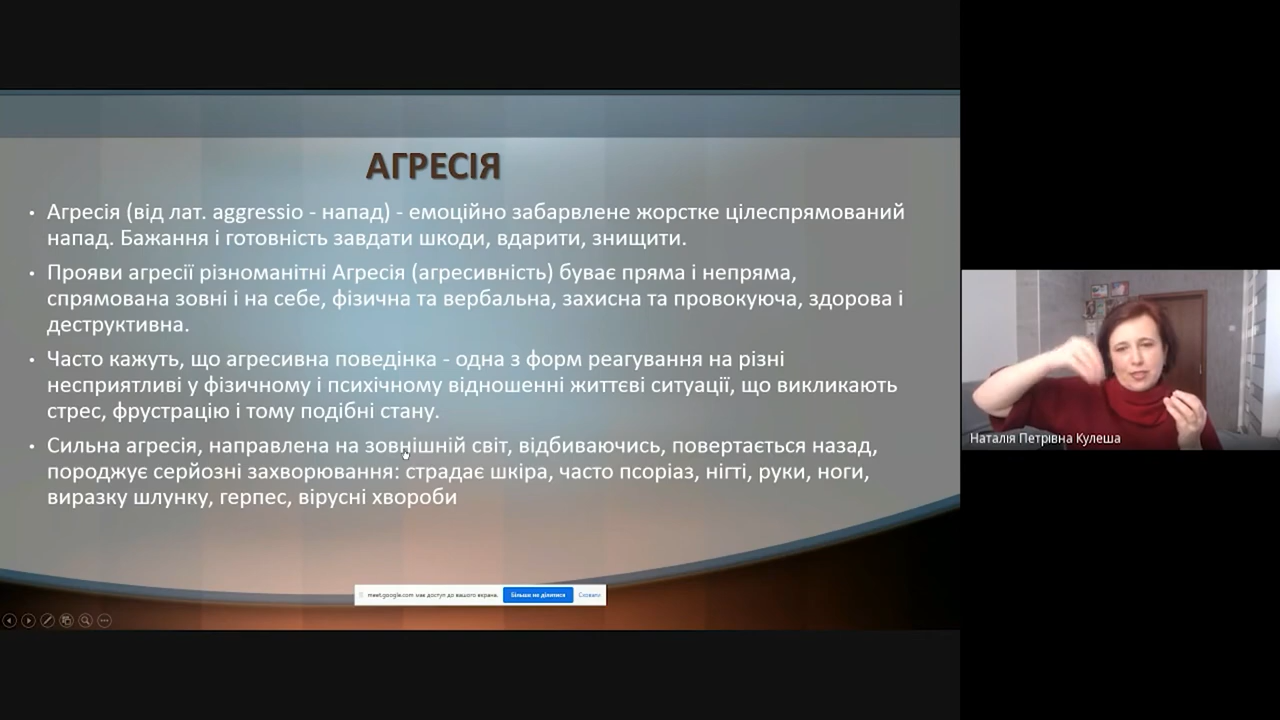 АГРЕСІЯ
• Агресія (від лат. aggressio - напад) - емоційно забарвлене жорстке цілеспрямований
напад. Бажання і готовність завдати шкоди, вдарити, знищити.
• Прояви агресії різноманітні Агресія (агресивність) буває пряма і непряма,
спрямована зовні і на себе, фізична та вербальна, захисна та провокуюча, здорова і
деструктивна.
• Часто кажуть, що агресивна поведінка - одна з форм реагування на різні
несприятливі у фізичному і психічному відношенні життєві ситуації, що викликають
стрес, фрустрацію і тому подібні стану.
• Сильна агресія, направлена на зовнішній світ, відбиваючись, повертається назад,
породжує серйозні захворювання: страдає шкіра, часто псоріаз, нігті, руки, ноги,
виразку шлунку, герпес, вірусні хвороби
meet.google.com має доступ до вашого екрана.
Більше не ділитися
Сховати
Наталія Петрівна Кулеша